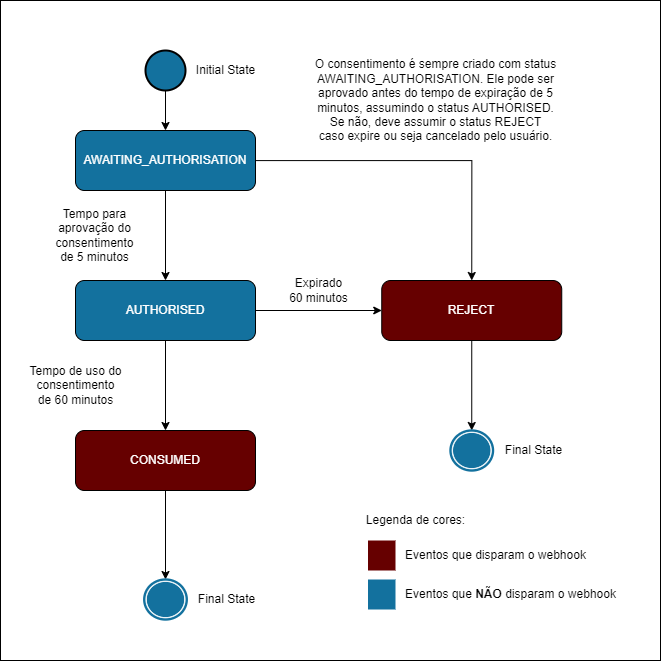 Initial State
O consentimento é sempre criado com status
AWAITING_AUTHORISATION. Ele pode ser
aprovado antes do tempo de expiração de 5
minutos, assumindo o status AUTHORISED.
Se não, deve assumir o status REJECT
caso expire ou seja cancelado pelo usuário.
AWAITING_AUTHORISATION
Tempo para
aprovação do
consentimento
de 5 minutos
Expirado
60 minutos
AUTHORISED
REJECT
Tempo de uso do
consentimento
de 60 minutos
CONSUMED
Final State
Legenda de cores:
Eventos que disparam o webhook
Eventos que NÃO disparam o webhook
Final State